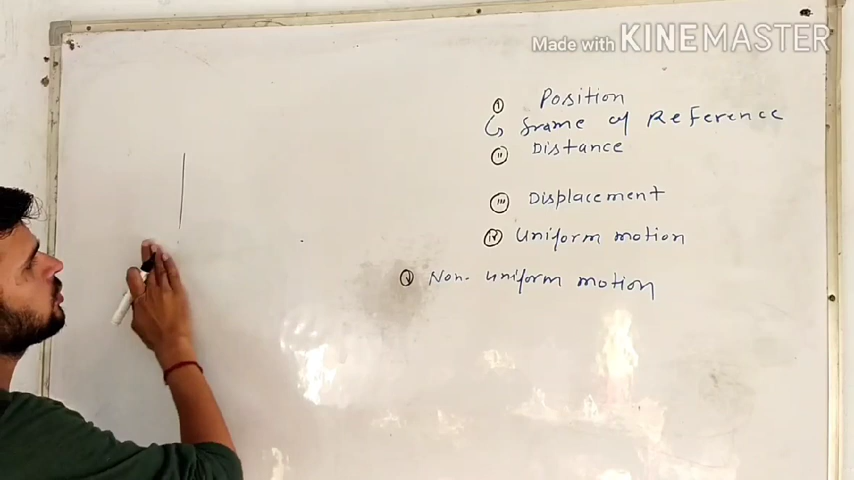 Made with KINEMASTER
(i) Position
↳ frame of Reference
(ii) Distance
(iii) Displacement
(iv) Uniform motion
(v) Non-uniform motion